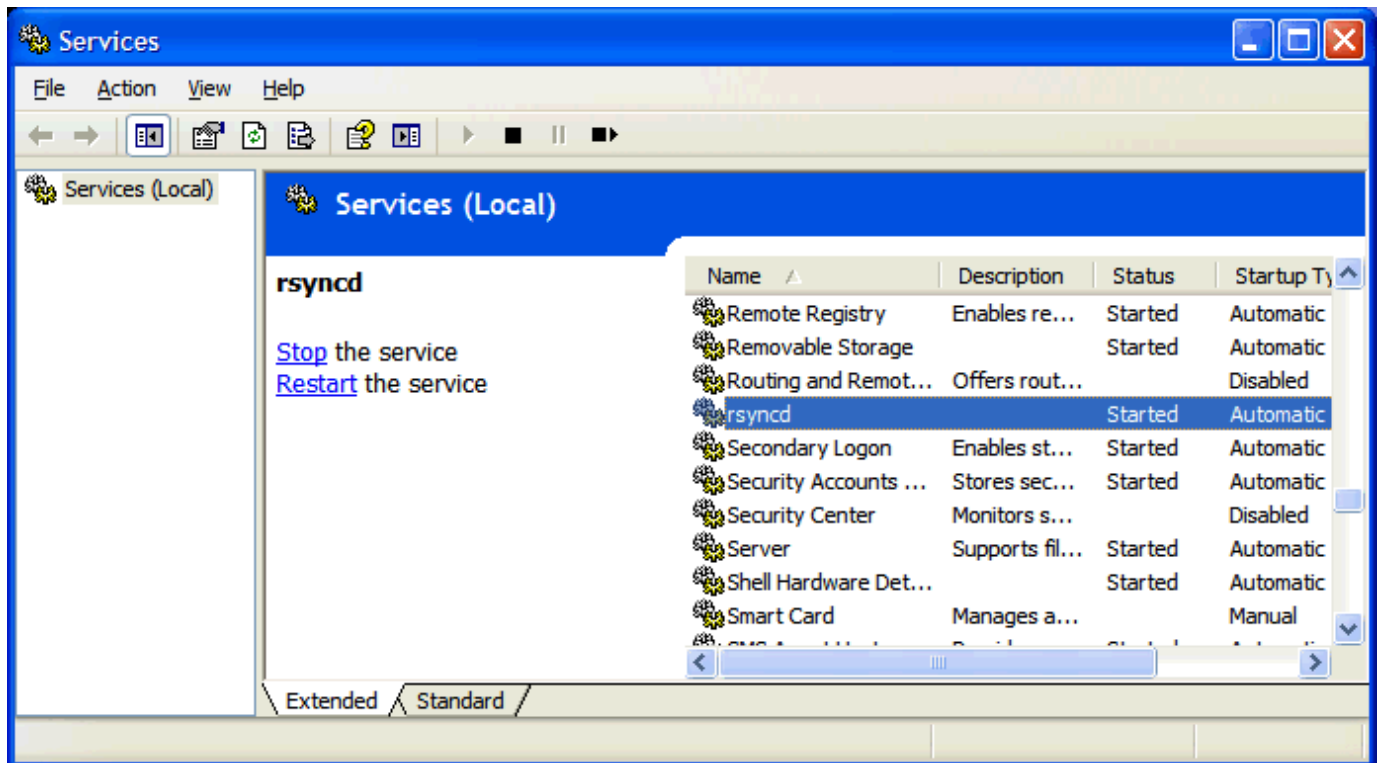 Services
File Action View Help
Services (Local)
Services (Local)
rsyncd
Stop the service
Restart the service
Name Description Status Startup Ty
Remote Registry Enables re... Started Automatic
Removable Storage Started Automatic
Routing and Remot... Offers rout... Disabled
rsyncd Started Automatic
Secondary Logon Enables st... Started Automatic
Security Accounts ... Stores sec... Started Automatic
Security Center Monitors s... Disabled
Server Supports fil... Started Automatic
Shell Hardware Det... Started Automatic
Smart Card Manages a... Manual
Extended Standard